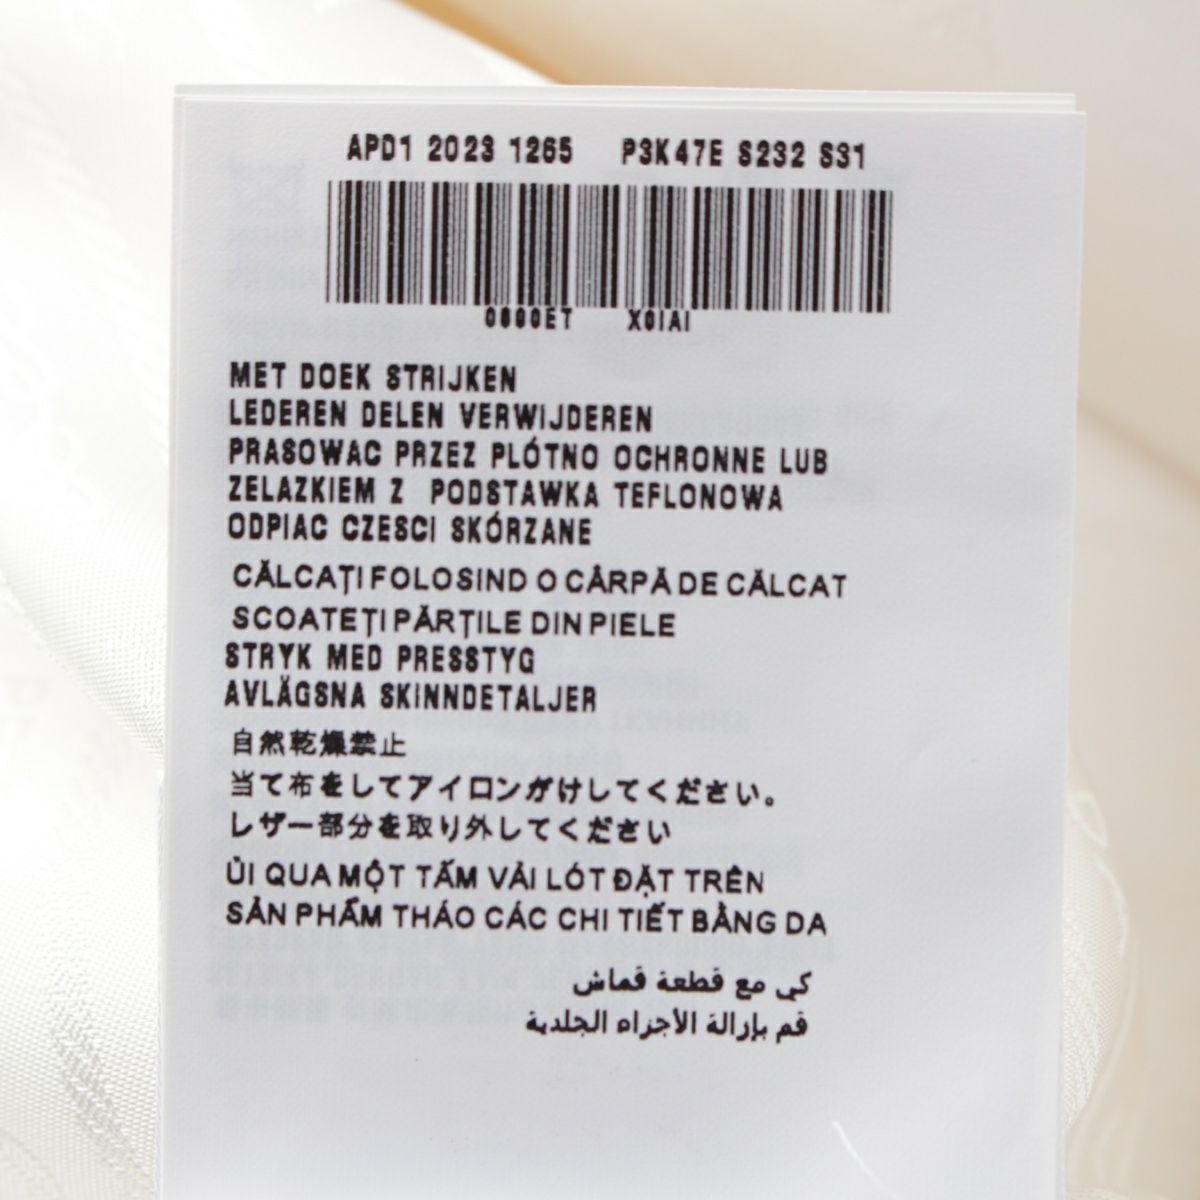 APD1 2023 1265 P3K47E S232 S31
X0IAI
MET DOEK STRIJKEN
LEDEREN DELEN VERWIJDEREN
PRASOWAC PRZEZ PLÓTNO OCHRONNE LUB
ZELAZKIEM Z PODSTAWKA TEFLONOWA
ODPIAC CZESCI SKÓRZANE
CĂLCAȚI FOLOSIND O CÂRPĂ DE CĂLCAT
SCOATEȚI PĂRȚILE DIN PIELE
STRYK MED PRESSTYG
AVLÄGSNA SKINNDETALJER
自然乾燥禁止
当て布をしてアイロンがけしてください。
レザー部分を取り外してください
ỦI QUA MỘT TẤM VẢI LÓT ĐẶT TRÊN
SẢN PHẨM THÁO CÁC CHI TIẾT BẰNG DA
كي مع قطعة قماش
قم بإزالة الأجزاء الجلدية